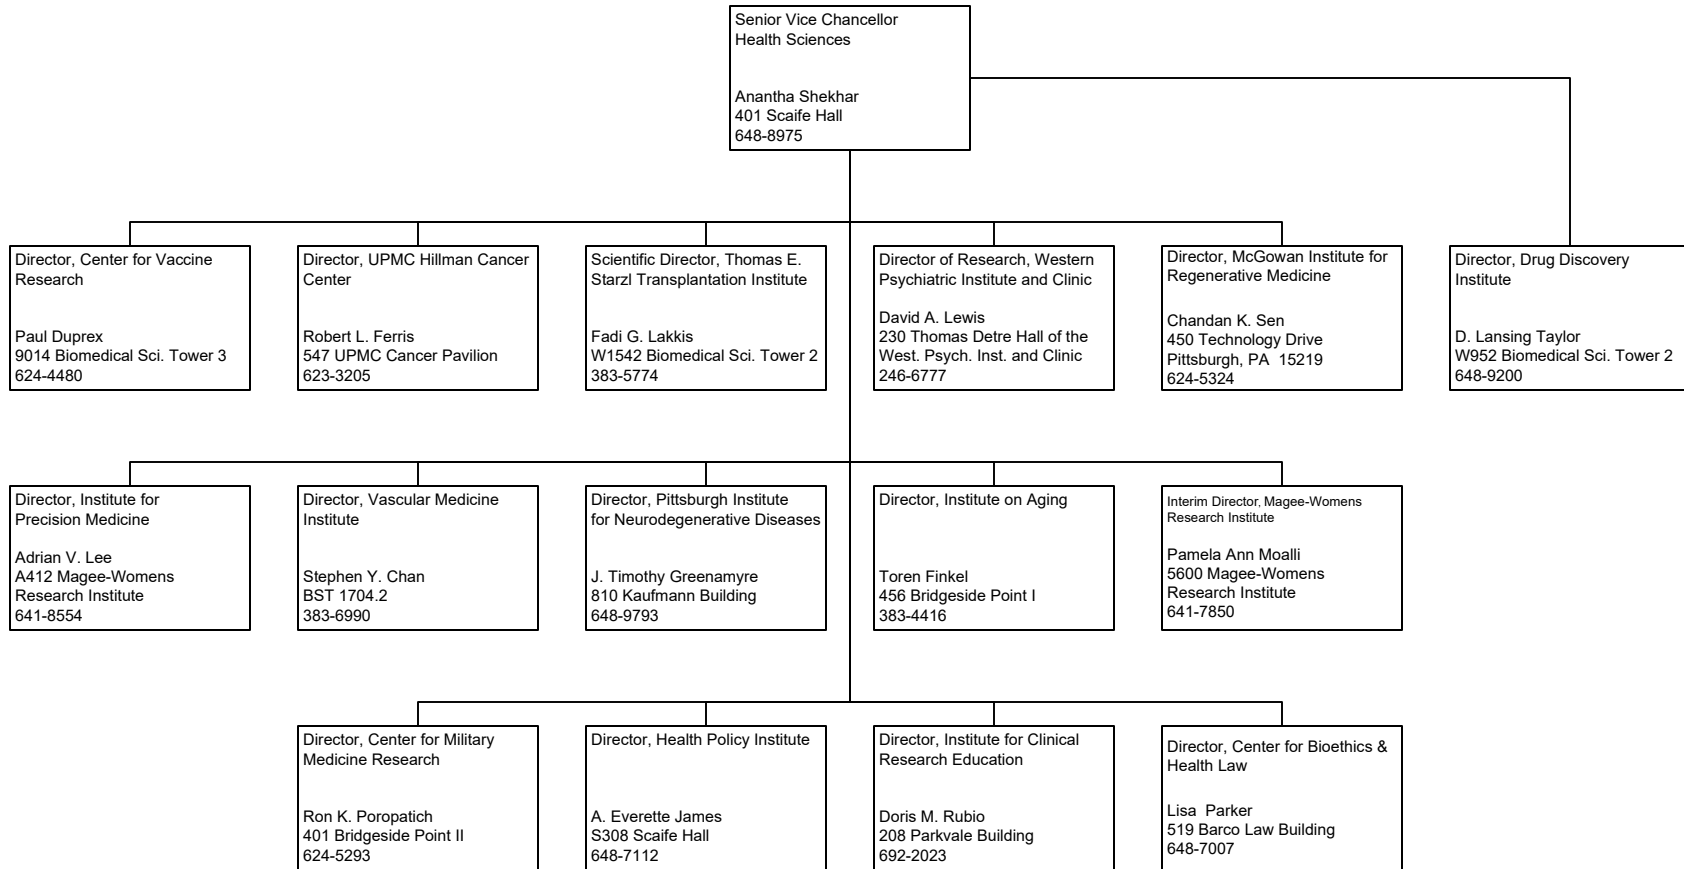 Senior Vice Chancellor
Health Sciences
Anantha Shekhar
401 Scaife Hall
648-8975
Director, Center for Vaccine
Research
Paul Duprex
9014 Biomedical Sci. Tower 3
624-4480
Director, UPMC Hillman Cancer
Center
Robert L. Ferris
547 UPMC Cancer Pavilion
623-3205
Scientific Director, Thomas E.
Starzl Transplantation Institute
Fadi G. Lakkis
W1542 Biomedical Sci. Tower 2
383-5774
Director of Research, Western
Psychiatric Institute and Clinic
David A. Lewis
230 Thomas Detre Hall of the
West. Psych. Inst. and Clinic
246-6777
Director, McGowan Institute for
Regenerative Medicine
Chandan K. Sen
450 Technology Drive
Pittsburgh, PA  15219
624-5324
Director, Drug Discovery
Institute
D. Lansing Taylor
W952 Biomedical Sci. Tower 2
648-9200
Director, Institute for
Precision Medicine
Adrian V. Lee
A412 Magee-Womens
Research Institute
641-8554
Director, Vascular Medicine
Institute
Stephen Y. Chan
BST 1704.2
383-6990
Director, Pittsburgh Institute
for Neurodegenerative Diseases
J. Timothy Greenamyre
810 Kaufmann Building
648-9793
Director, Institute on Aging
Toren Finkel
456 Bridgeside Point I
383-4416
Interim Director, Magee-Womens
Research Institute
Pamela Ann Moalli
5600 Magee-Womens
Research Institute
641-7850
Director, Center for Military
Medicine Research
Ron K. Poropatich
401 Bridgeside Point II
624-5293
Director, Health Policy Institute
A. Everette James
S308 Scaife Hall
648-7112
Director, Institute for Clinical
Research Education
Doris M. Rubio
208 Parkvale Building
692-2023
Director, Center for Bioethics &
Health Law
Lisa  Parker
519 Barco Law Building
648-7007